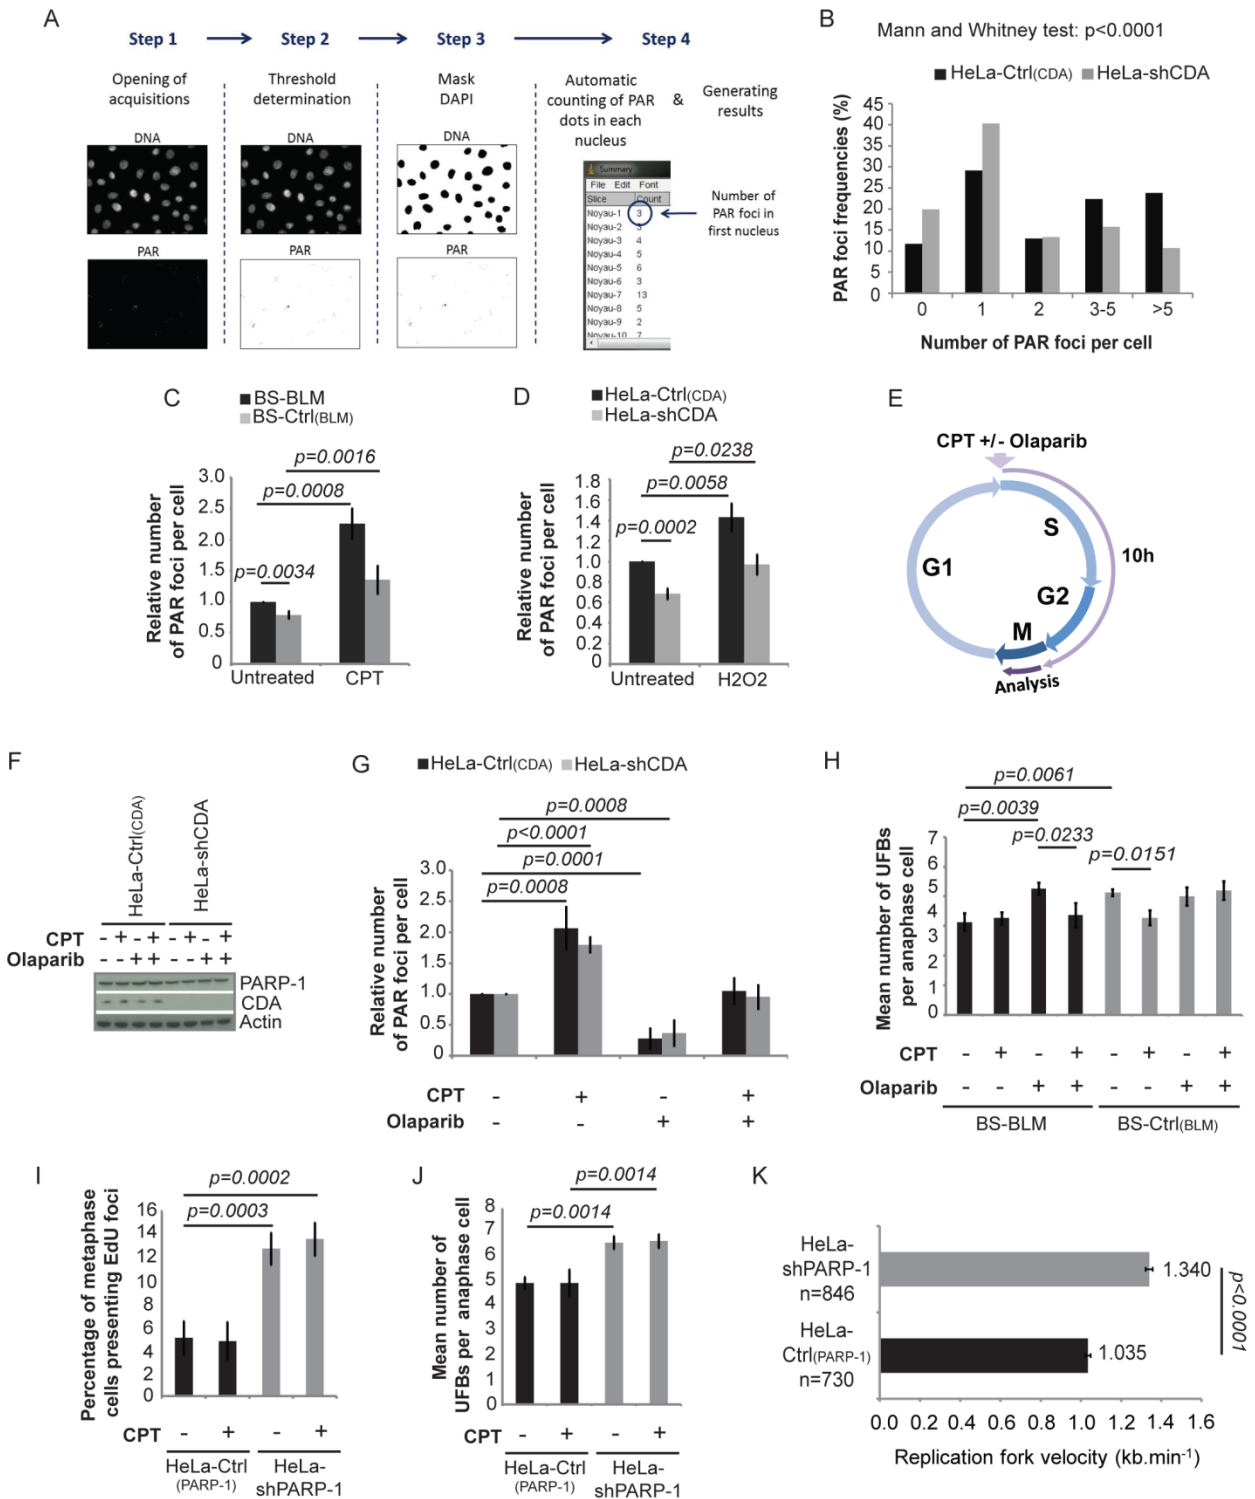 A
Step 1
Step 2
Step 3
Step 4
Opening of
acquisitions
Threshold
determination
Mask
DAPI
Automatic
counting of PAR
dots in each
nucleus
&
Generating
results
DNA
DNA
DNA
PAR
PAR
PAR
Summary
File Edit Font
Slice Count
Noyau-1 3
Noyau-2 3
Noyau-3 4
Noyau-4 5
Noyau-5 6
Noyau-6 3
Noyau-7 13
Noyau-8 5
Noyau-9 2
Noyau-10 7
Number of
PAR foci in
first nucleus
B
Mann and Whitney test: p<0.0001
HeLa-Ctrl(CDA) HeLa-shCDA
PAR foci frequencies (%)
45
40
35
30
25
20
15
10
5
0
0 1 2 3-5 >5
Number of PAR foci per cell
C
BS-BLM
BS-Ctrl(BLM)
p=0.0016
p=0.0008
p=0.0034
Relative number
of PAR foci per cell
3.0
2.5
2.0
1.5
1.0
0.5
0
Untreated CPT
D
HeLa-Ctrl(CDA)
HeLa-shCDA
p=0.0238
p=0.0058
p=0.0002
Relative number
of PAR foci per cell
1.8
1.6
1.4
1.2
1.0
0.8
0.6
0.4
0.2
0
Untreated H2O2
E
CPT +/- Olaparib
S
G1
G2
M
10h
Analysis
F
HeLa-Ctrl(CDA)
HeLa-shCDA
CPT - + - + - + - +
Olaparib - - + + - - + +
PARP-1
CDA
Actin
G
HeLa-Ctrl(CDA) HeLa-shCDA
p=0.0008
p<0.0001
p=0.0001
p=0.0008
Relative number
of PAR foci per cell
3.0
2.5
2.0
1.5
1.0
0.5
0
CPT - + - +
Olaparib - - + +
H
p=0.0061
p=0.0039
p=0.0233
p=0.0151
Mean number of UFBs
per anaphase cell
7
6
5
4
3
2
1
0
CPT - + - + - + - +
Olaparib - - + + - - + +
BS-BLM BS-Ctrl(BLM)
I
p=0.0002
p=0.0003
Percentage of metaphase
cells presenting EdU foci
16
14
12
10
8
6
4
2
0
CPT - + - +
HeLa-Ctrl
(PARP-1)
HeLa-
shPARP-1
J
p=0.0014
p=0.0014
Mean number of
UFBs per anaphase cell
8
7
6
5
4
3
2
1
0
CPT - + - +
HeLa-Ctrl
(PARP-1)
HeLa-
shPARP-1
K
HeLa-
shPARP-1
n=846
1.340
HeLa-
Ctrl(PARP-1)
n=730
1.035
p<0.0001
0.0 0.2 0.4 0.6 0.8 1.0 1.2 1.4 1.6
Replication fork velocity (kb.min-1)